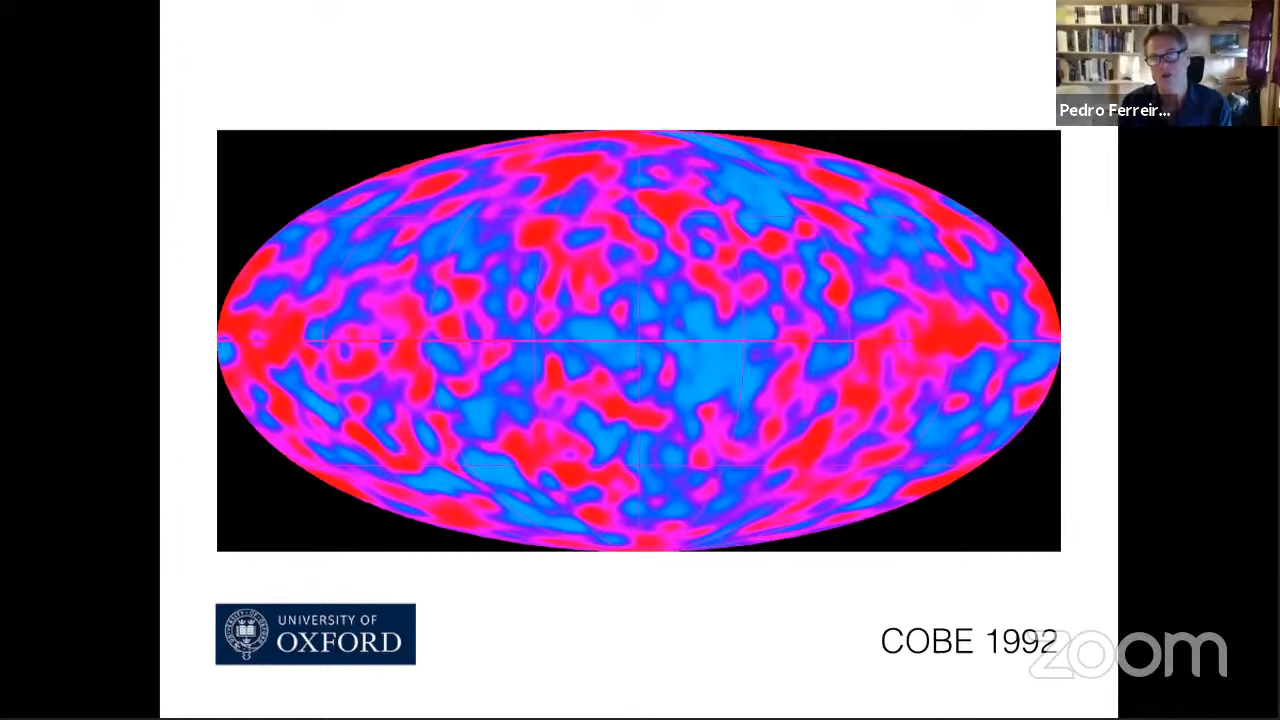 Pedro Ferreir...
UNIVERSITY OF
OXFORD
COBE 1992
zoom